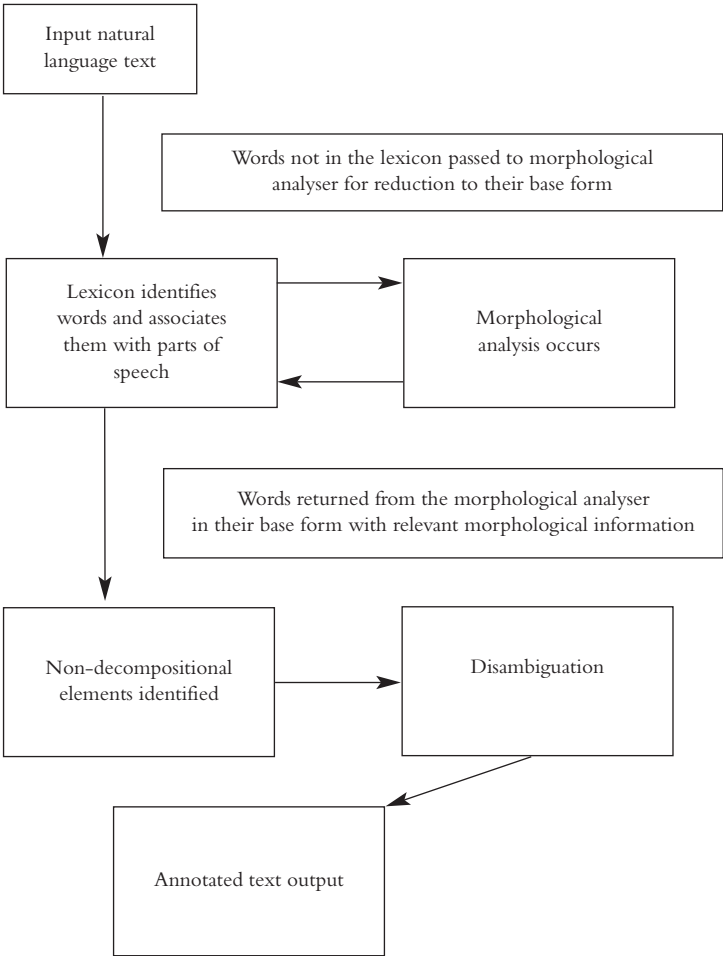 Input natural
language text
Words not in the lexicon passed to morphological
analyser for reduction to their base form
Lexicon identifies
words and associates
them with parts of
speech
Morphological
analysis occurs
Words returned from the morphological analyser
in their base form with relevant morphological information
Non-decompositional
elements identified
Disambiguation
Annotated text output